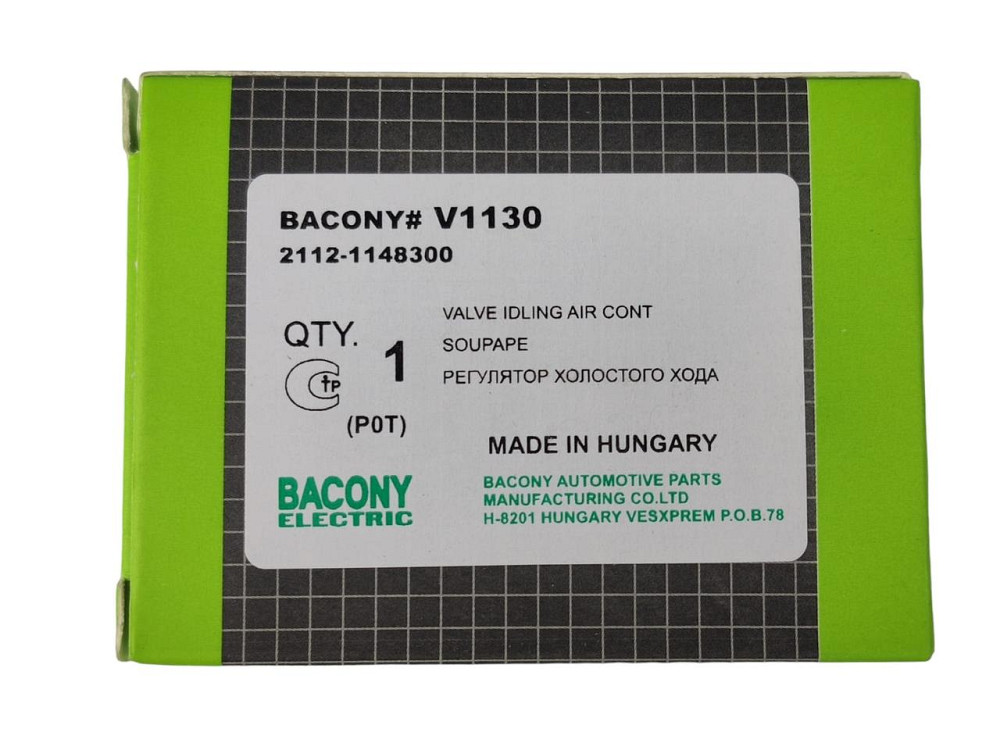 BACONY# V1130
2112-1148300
QTY. 1
VALVE IDLING AIR CONT
SOUPAPE
РЕГУЛЯТОР ХОЛОСТОГО ХОДА
СТР
(P0T)
MADE IN HUNGARY
BACONY
ELECTRIC
BACONY AUTOMOTIVE PARTS
MANUFACTURING CO.LTD
H-8201 HUNGARY VESXPREM P.O.B.78